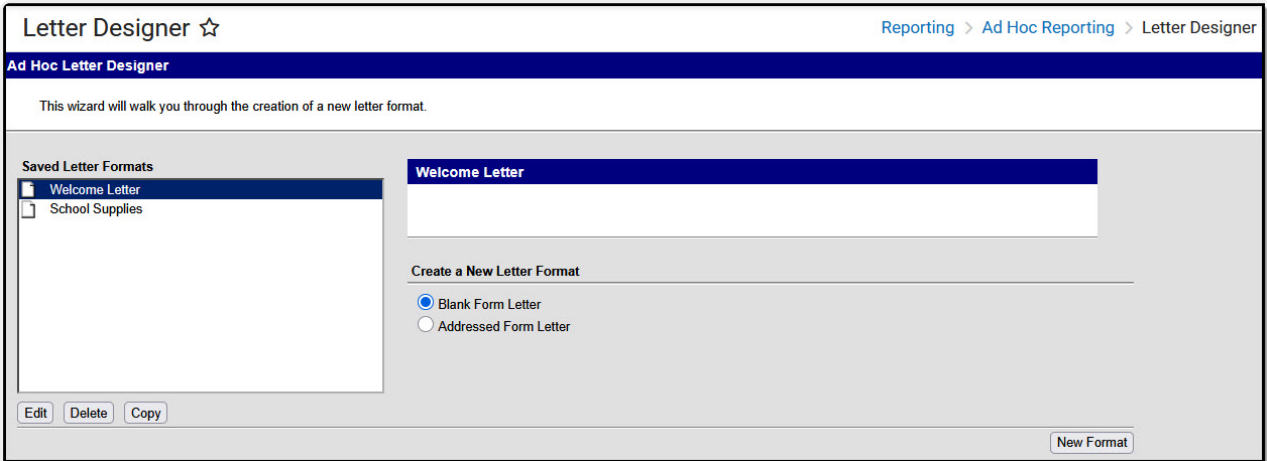 Letter Designer
Reporting > Ad Hoc Reporting > Letter Designer
Ad Hoc Letter Designer
This wizard will walk you through the creation of a new letter format.
Saved Letter Formats
Welcome Letter
School Supplies
Edit Delete Copy
Welcome Letter
Create a New Letter Format
Blank Form Letter
Addressed Form Letter
New Format